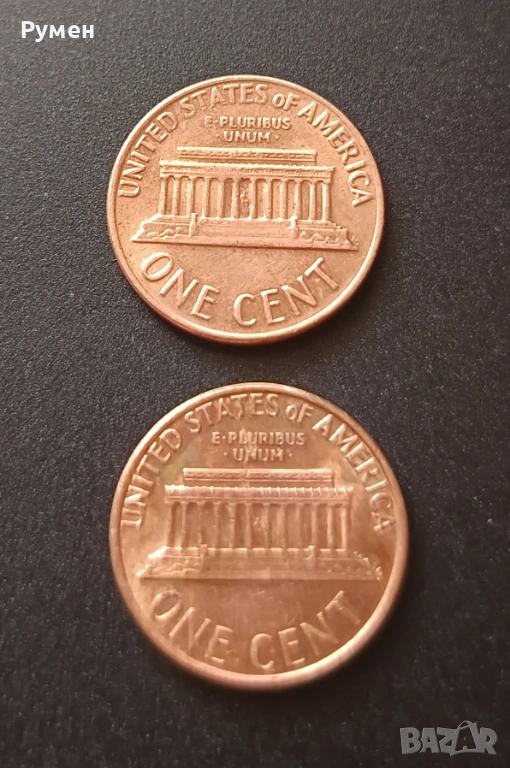 Румен
UNITED STATES OF AMERICA
E·PLURIBUS
·UNUM·
ONE CENT
UNITED STATES OF AMERICA
E·PLURIBUS
·UNUM·
ONE CENT
BAZAR